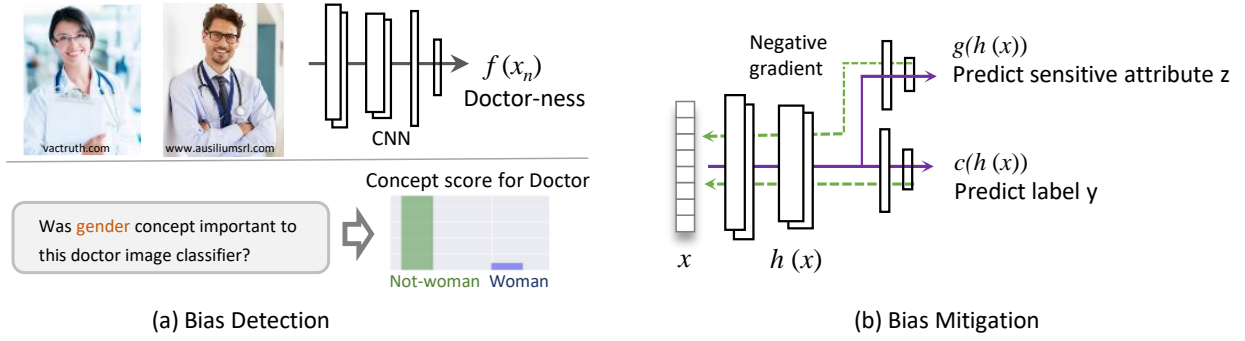 vactruth.com
www.ausiliumsrl.com
CNN
f(x_n)
Doctor-ness
Was gender concept important to
this doctor image classifier?
Concept score for Doctor
Not-woman
Woman
(a) Bias Detection
Negative
gradient
g(h (x))
Predict sensitive attribute z
c(h (x))
Predict label y
x
h (x)
(b) Bias Mitigation